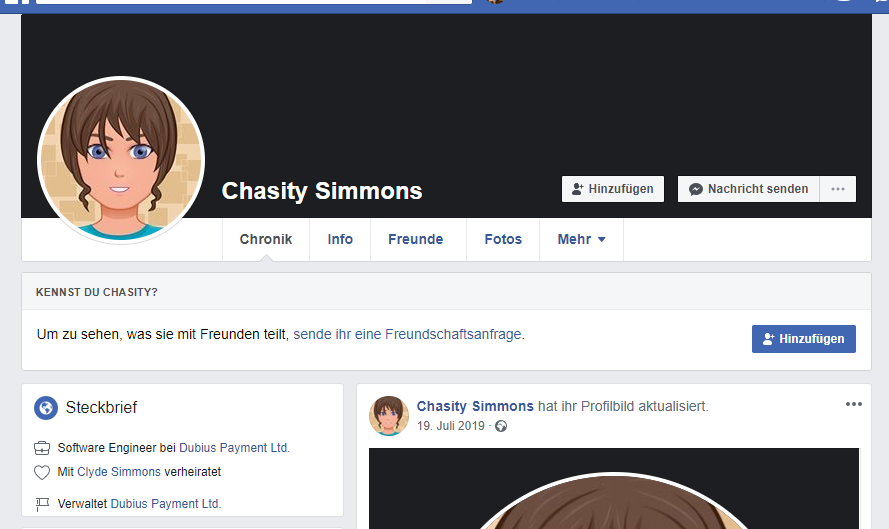 Chasity Simmons
Hinzufügen
Nachricht senden
Chronik
Info
Freunde
Fotos
Mehr
KENNST DU CHASITY?
Um zu sehen, was sie mit Freunden teilt, sende ihr eine Freundschaftsanfrage.
Hinzufügen
Steckbrief
Software Engineer bei Dubius Payment Ltd.
Mit Clyde Simmons verheiratet
Verwaltet Dubius Payment Ltd.
Chasity Simmons hat ihr Profilbild aktualisiert.
19. Juli 2019 ·